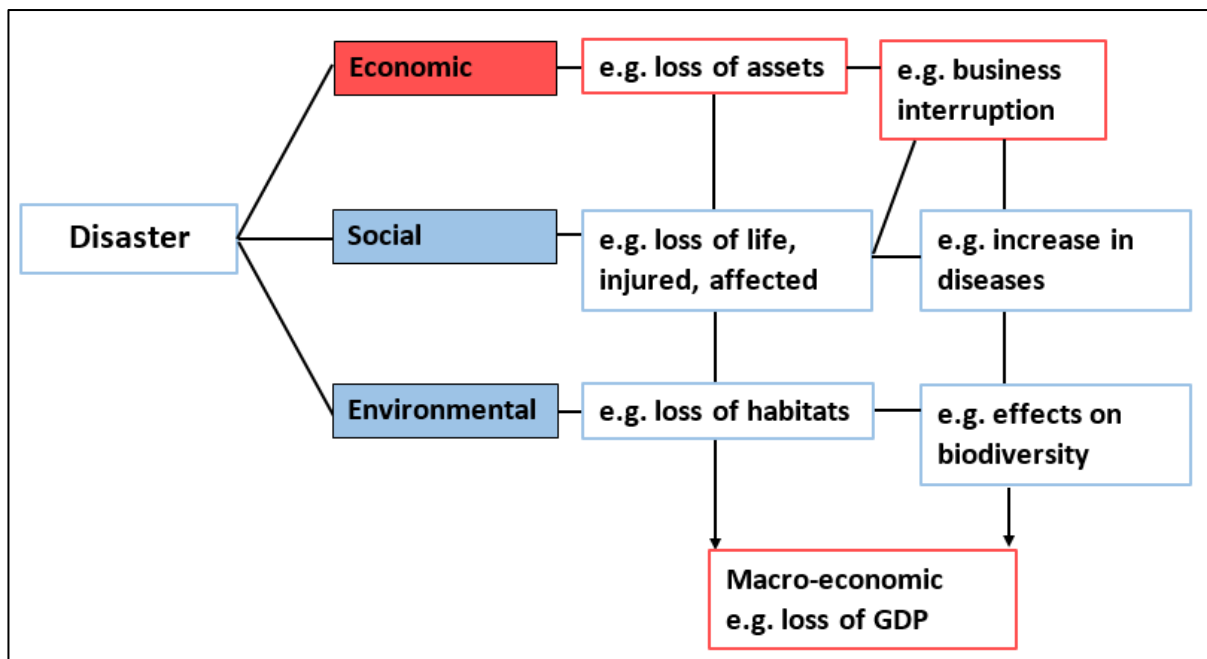 Disaster
Economic
e.g. loss of assets
e.g. business
interruption
Social
e.g. loss of life,
injured, affected
e.g. increase in
diseases
Environmental
e.g. loss of habitats
e.g. effects on
biodiversity
Macro-economic
e.g. loss of GDP